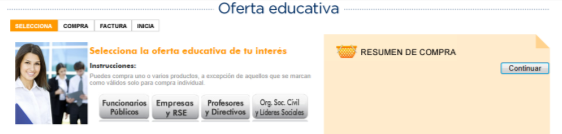 Oferta educativa
SELECCIONA COMPRA FACTURA INICIA
Selecciona la oferta educativa de tu interés
Instrucciones:
Puedes compra uno o varios productos, a excepción de aquellos que se marcan
como válidos solo para compra individual.
Funcionarios
Públicos
Empresas
y RSE
Profesores
y Directivos
Org. Soc. Civil
y Líderes Sociales
RESUMEN DE COMPRA
Continuar